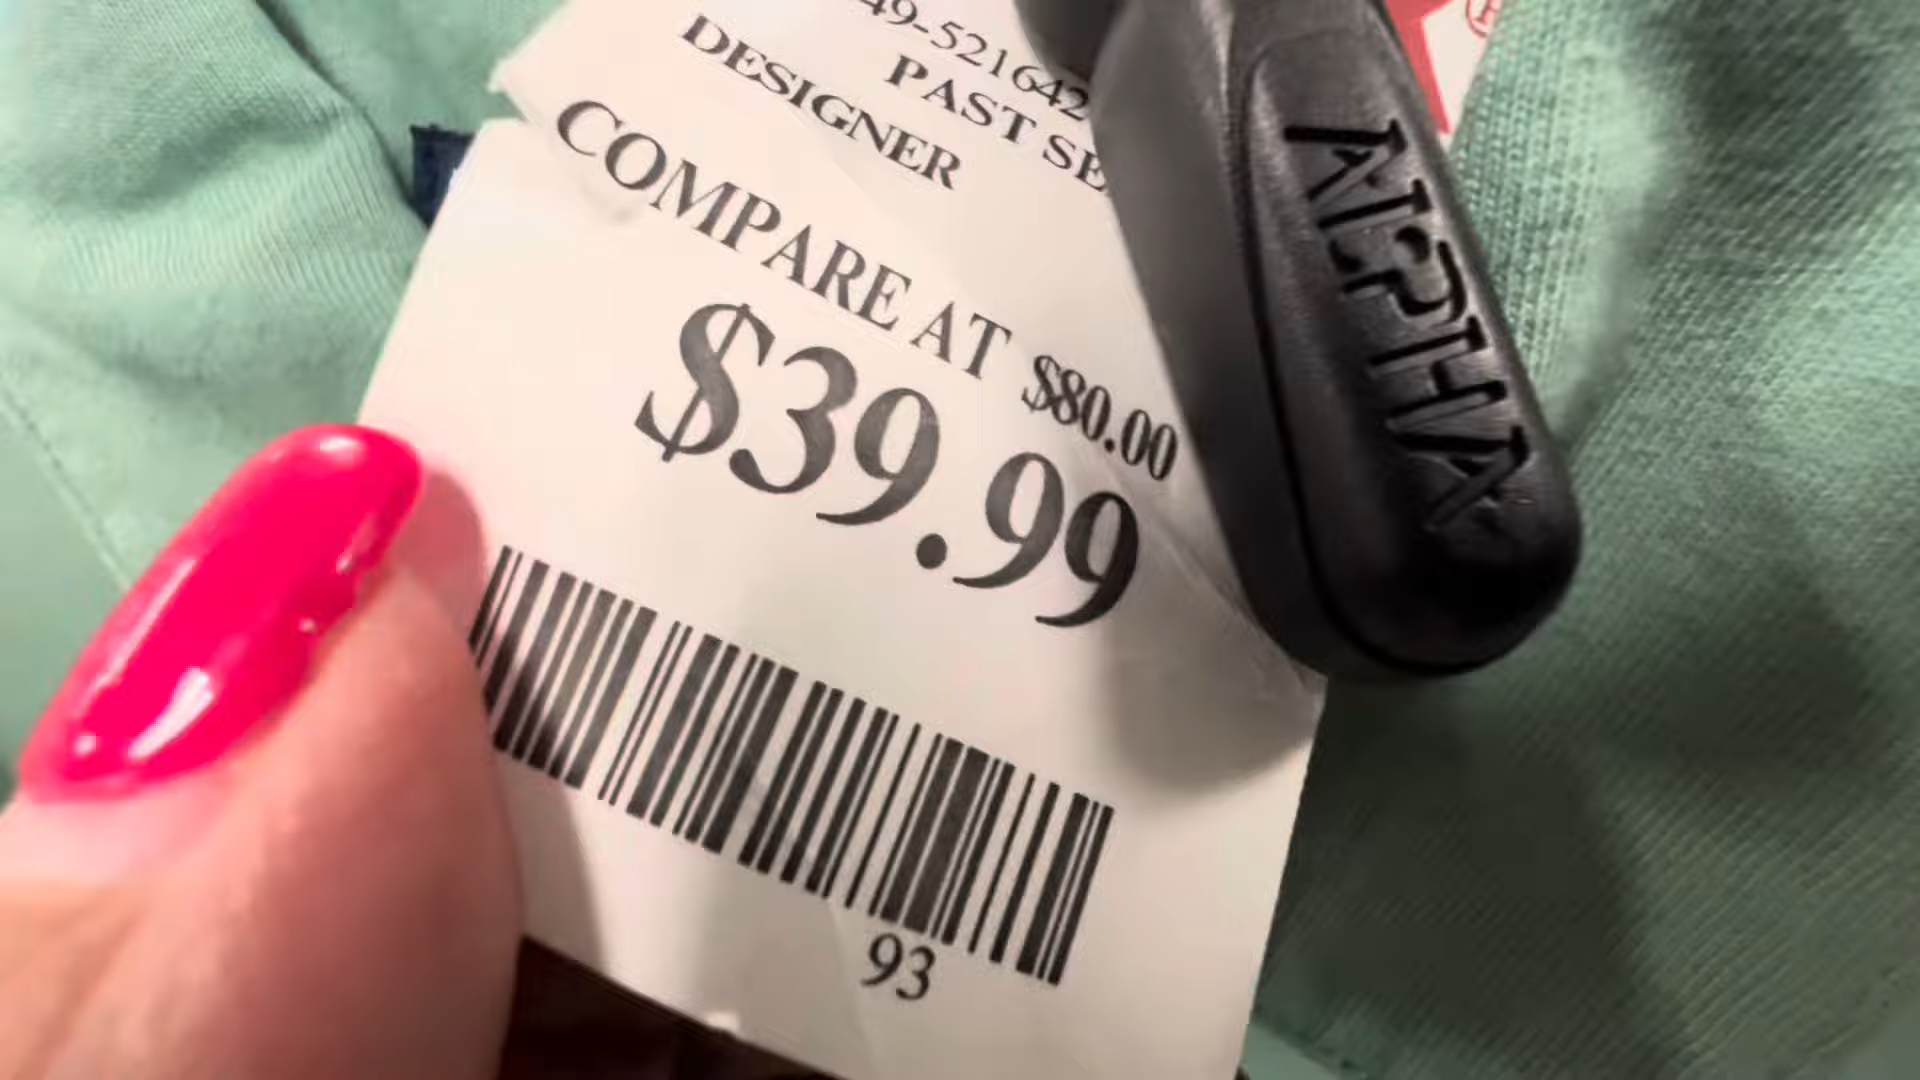 49-521642
PAST SE
DESIGNER
COMPARE AT $80.00
$39.99
93
ALPHA